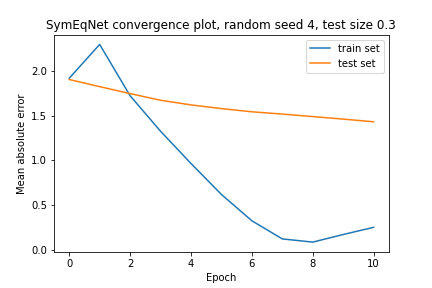 SymEqNet convergence plot, random seed 4, test size 0.3
train set
test set
2.0
1.5
1.0
0.5
0.0
Mean absolute error
0 2 4 6 8 10
Epoch